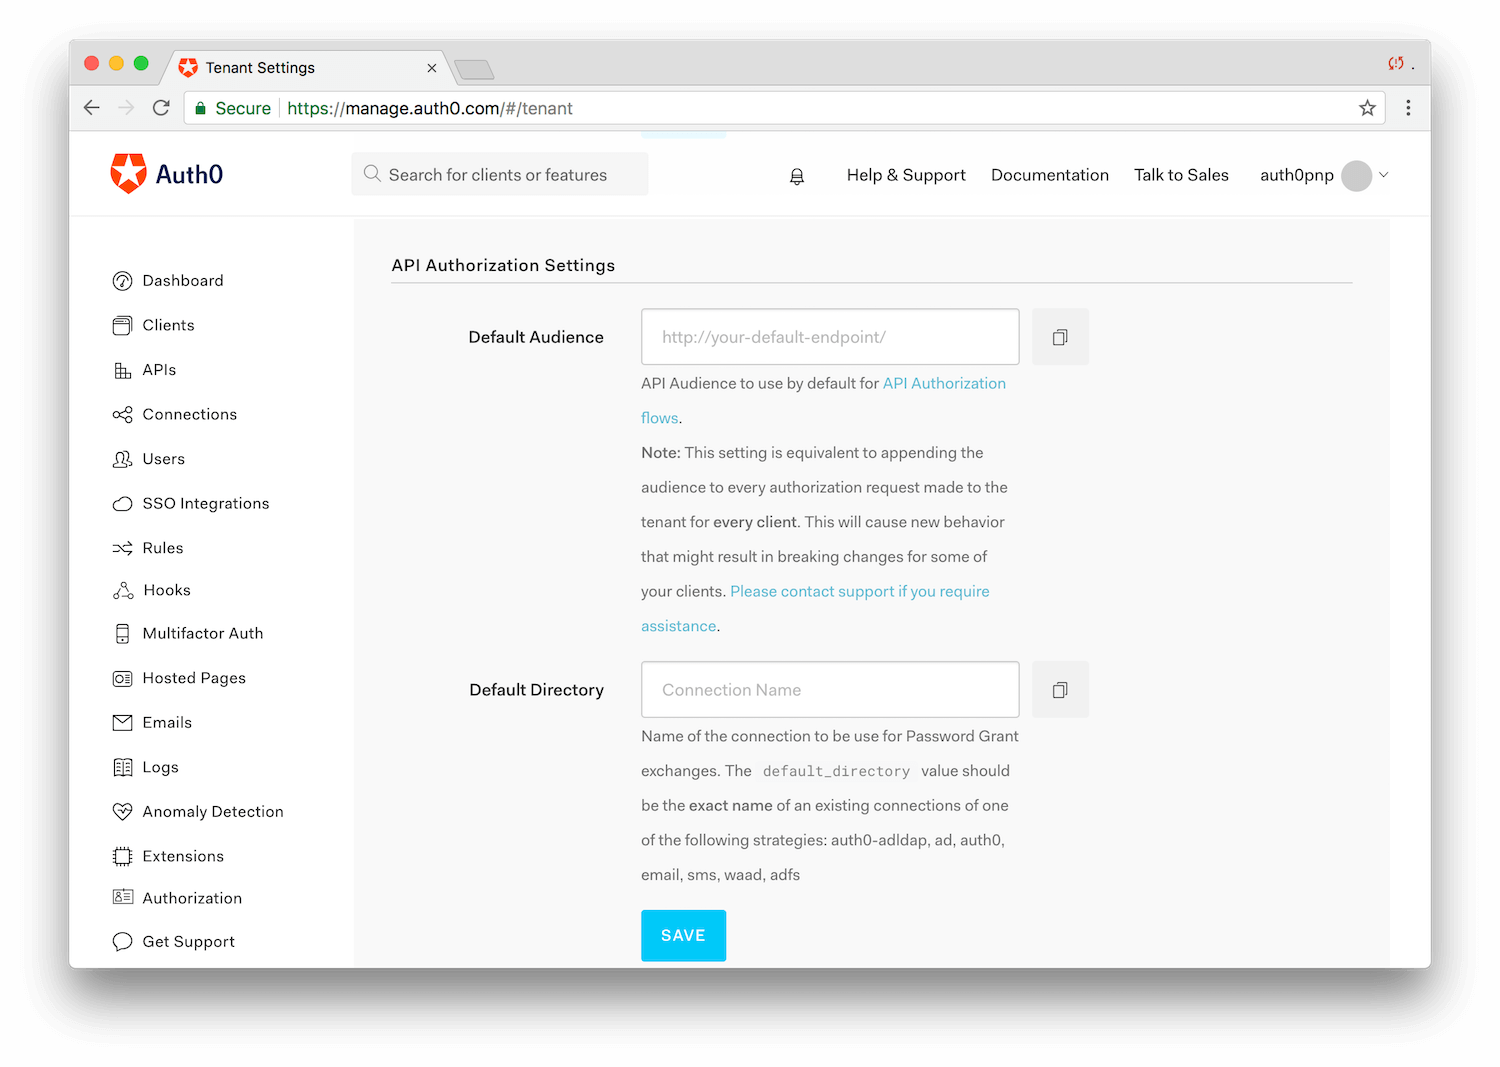 Tenant Settings
Secure https://manage.auth0.com/#/tenant
Auth0
Search for clients or features
Help & Support
Documentation
Talk to Sales
auth0pnp
Dashboard
Clients
APIs
Connections
Users
SSO Integrations
Rules
Hooks
Multifactor Auth
Hosted Pages
Emails
Logs
Anomaly Detection
Extensions
Authorization
Get Support
API Authorization Settings
Default Audience
http://your-default-endpoint/
API Audience to use by default for API Authorization
flows.
Note: This setting is equivalent to appending the
audience to every authorization request made to the
tenant for every client. This will cause new behavior
that might result in breaking changes for some of
your clients. Please contact support if you require
assistance.
Default Directory
Connection Name
Name of the connection to be use for Password Grant
exchanges. The default_directory value should
be the exact name of an existing connections of one
of the following strategies: auth0-adldap, ad, auth0,
email, sms, waad, adfs
SAVE